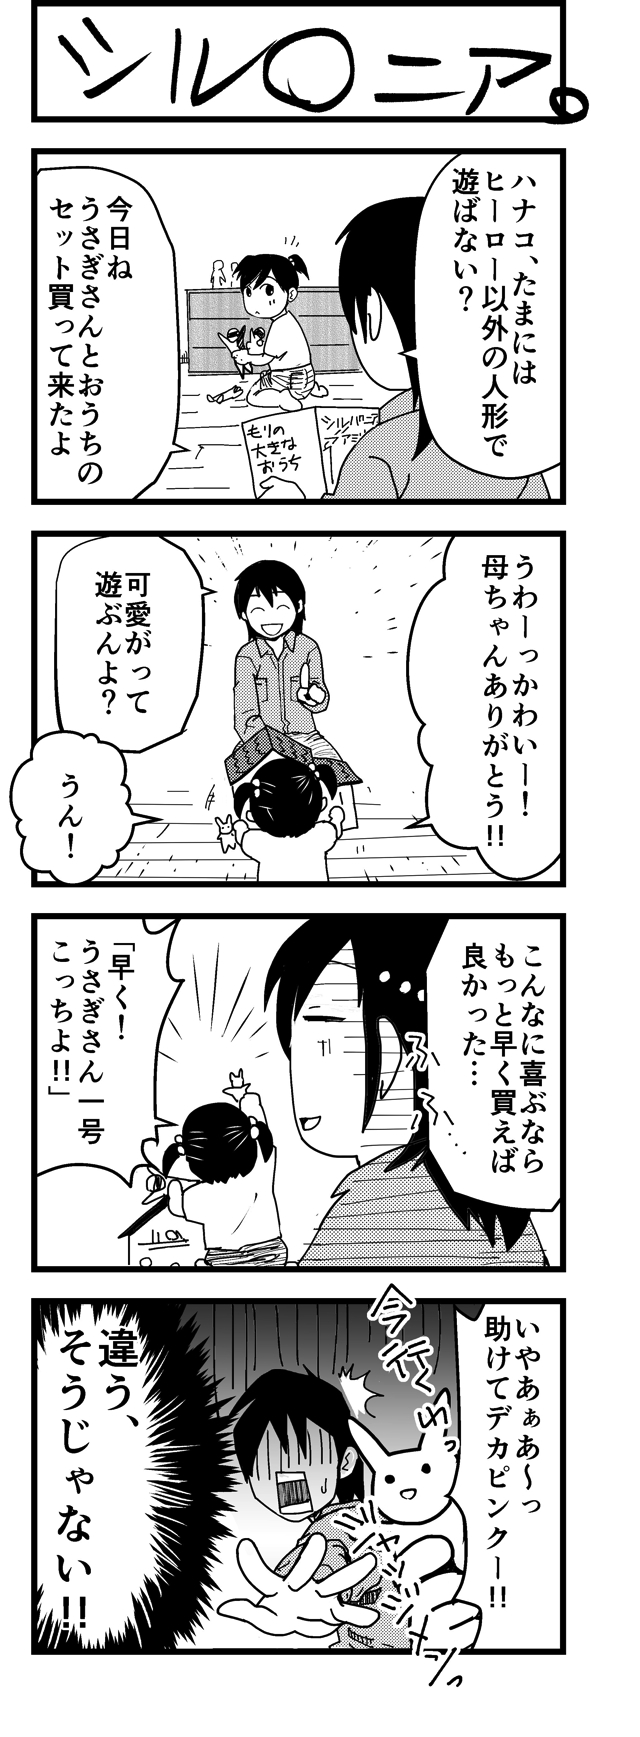 シル〇ニア。
ハナコ、たまには
ヒーロー以外の人形で
遊ばない?
今日ね
うさぎさんとおうちの
セット買って来たよ
もりの
大きな
おうち
シルバニア
ファミリー
うわーっかわいー!
母ちゃんありがとう!!
可愛がって
遊ぶんよ?
うん!
こんなに喜ぶなら
もっと早く買えば
良かった…
ふふ…
「早く!
うさぎさん一号
こっちよ!!」
いやあぁあ~っ
助けてデカピンクー!!
今行くわっ
違う、
そうじゃない!!